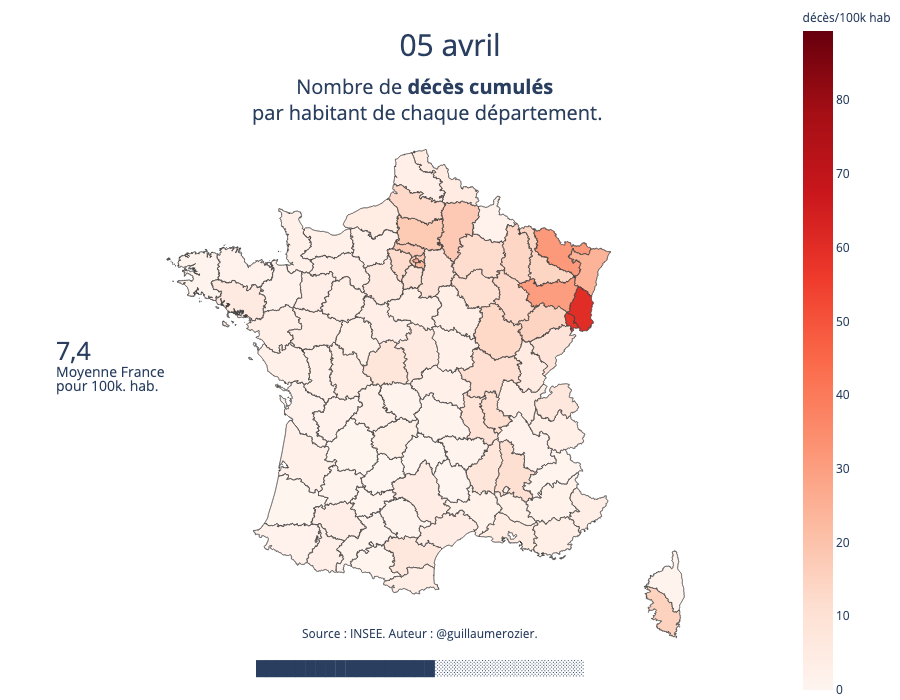 décès/100k hab
05 avril
Nombre de décès cumulés
par habitant de chaque département.
80
70
60
50
40
30
20
10
0
7,4
Moyenne France
pour 100k. hab.
Source : INSEE. Auteur : @guillaumerozier.